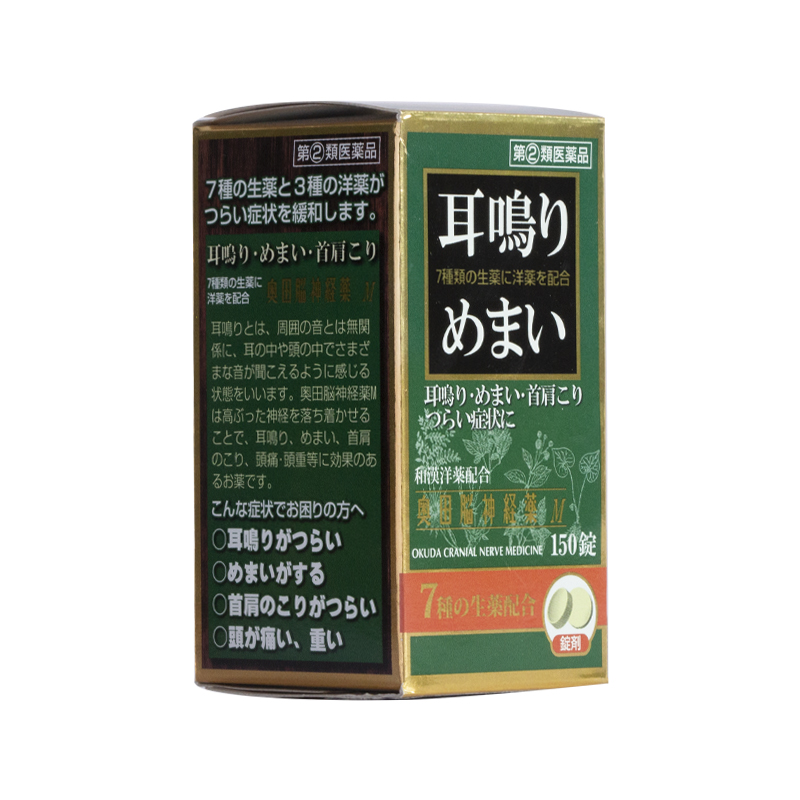 第②類医薬品
7種の生薬と3種の洋薬が
つらい症状を緩和します。
耳鳴り・めまい・首肩こり
7種類の生薬に
洋薬を配合
奥田脳神経薬 M
耳鳴りとは、周囲の音とは無関
係に、耳の中や頭の中でさまざ
まな音が聞こえるように感じる
状態をいいます。奥田脳神経薬M
は高ぶった神経を落ち着かせる
ことで、耳鳴り、めまい、首肩
のこり、頭痛・頭重等に効果のあ
るお薬です。
こんな症状でお困りの方へ
○耳鳴りがつらい
○めまいがする
○首肩のこりがつらい
○頭が痛い、重い
第②類医薬品
耳鳴り
7種類の生薬に洋薬を配合
めまい
耳鳴り・めまい・首肩こり
つらい症状に
和漢洋薬配合
奥田脳神経薬 M
OKUDA CRANIAL NERVE MEDICINE 150錠
7種の生薬配合
錠剤